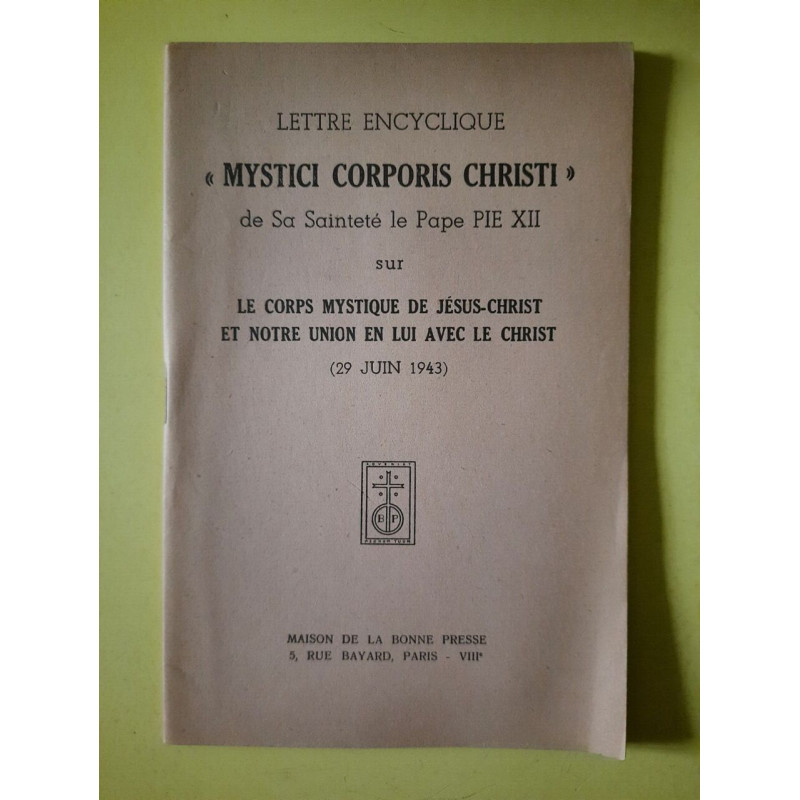 LETTRE ENCYCLIQUE
« MYSTICI CORPORIS CHRISTI »
de Sa Sainteté le Pape PIE XII
sur
LE CORPS MYSTIQUE DE JÉSUS-CHRIST
ET NOTRE UNION EN LUI AVEC LE CHRIST
(29 JUIN 1943)
B P
MAISON DE LA BONNE PRESSE
5, RUE BAYARD, PARIS - VIIIe